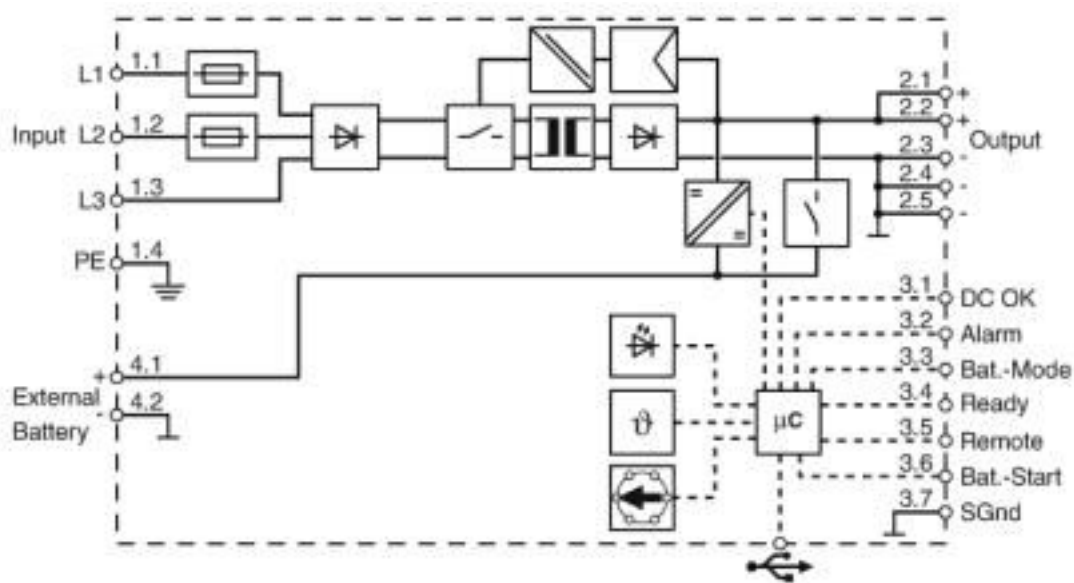 L1 1.1
Input L2 1.2
L3 1.3
PE 1.4
+ 4.1
External Battery
- 4.2
= =
ϑ
μC
2.1 +
2.2 +
Output
2.3 -
2.4 -
2.5 -
3.1 DC OK
3.2 Alarm
3.3 Bat.-Mode
3.4 Ready
3.5 Remote
3.6 Bat.-Start
3.7 SGnd